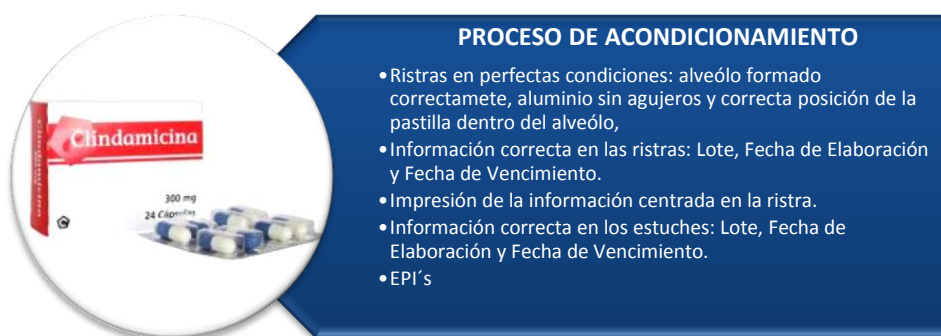 PROCESO DE ACONDICIONAMIENTO
•Ristras en perfectas condiciones: alveólo formado
correctamete, aluminio sin agujeros y correcta posición de la
pastilla dentro del alveólo,
•Información correcta en las ristras: Lote, Fecha de Elaboración
y Fecha de Vencimiento.
•Impresión de la información centrada en la ristra.
•Información correcta en los estuches: Lote, Fecha de
Elaboración y Fecha de Vencimiento.
•EPI´s
Clindamicina
300 mg
24 Cápsulas
Clindamicina